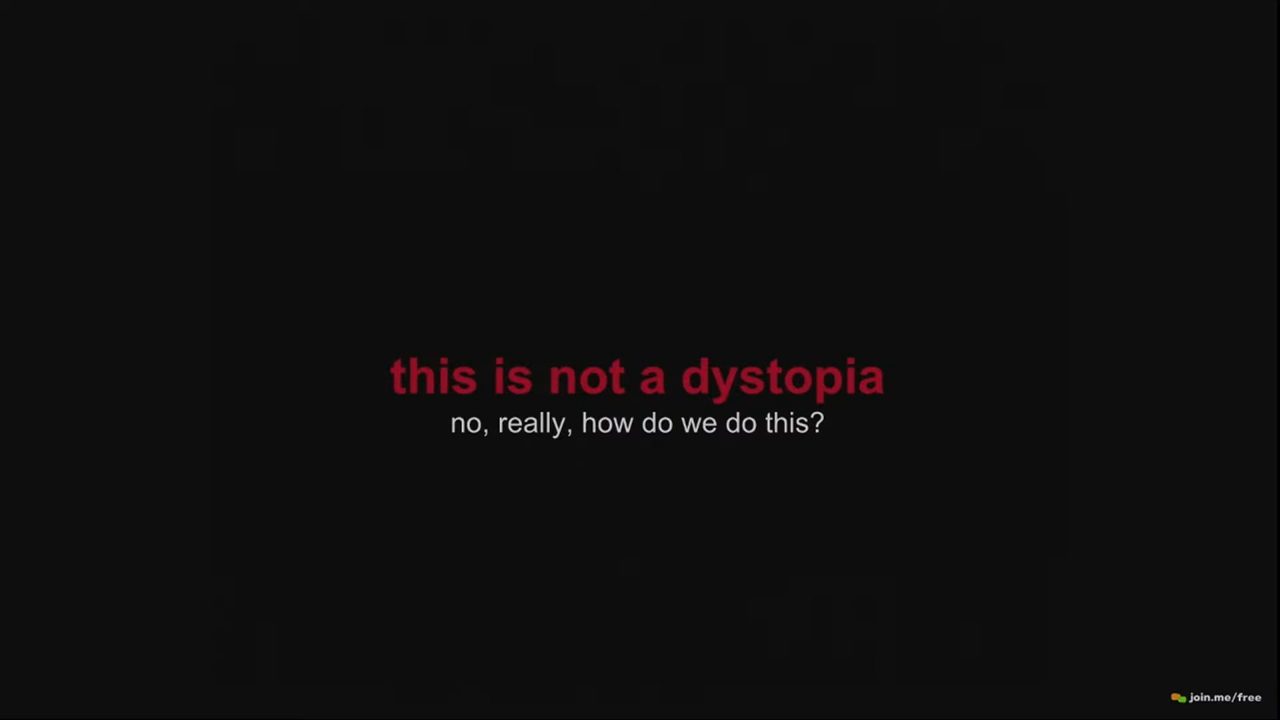 this is not a dystopia
no, really, how do we do this?
join.me/free